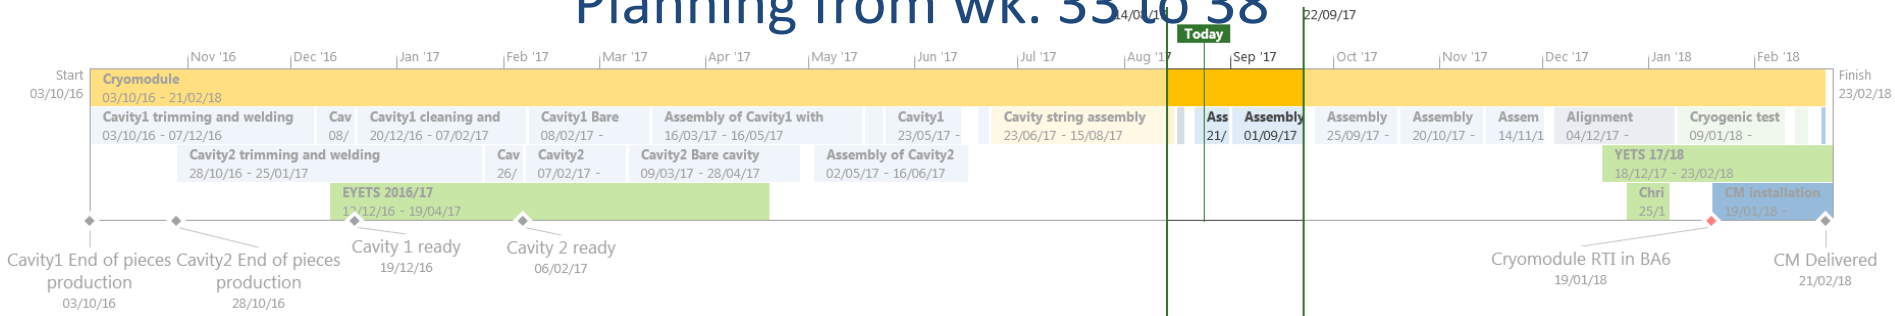 Planning from wk. 33 to 38
14/08/17
22/09/17
Today
Nov '16
Dec '16
Jan '17
Feb '17
Mar '17
Apr '17
May '17
Jun '17
Jul '17
Aug '17
Sep '17
Oct '17
Nov '17
Dec '17
Jan '18
Feb '18
Start
03/10/16
Finish
23/02/18
Cryomodule
03/10/16 - 21/02/18
Cavity1 trimming and welding
03/10/16 - 07/12/16
Cav
08/
Cavity1 cleaning and
20/12/16 - 07/02/17
Cavity1 Bare
08/02/17 -
Assembly of Cavity1 with
16/03/17 - 16/05/17
Cavity1
23/05/17 -
Cavity string assembly
23/06/17 - 15/08/17
Ass
21/
Assembly
01/09/17
Assembly
25/09/17 -
Assembly
20/10/17 -
Assem
14/11/1
Alignment
04/12/17 -
Cryogenic test
09/01/18 -
Cavity2 trimming and welding
28/10/16 - 25/01/17
Cav
26/
Cavity2
07/02/17 -
Cavity2 Bare cavity
09/03/17 - 28/04/17
Assembly of Cavity2
02/05/17 - 16/06/17
YETS 17/18
18/12/17 - 23/02/18
EYETS 2016/17
12/12/16 - 19/04/17
Chri
25/1
CM installation
19/01/18 -
Cavity1 End of pieces
production
03/10/16
Cavity2 End of pieces
production
28/10/16
Cavity 1 ready
19/12/16
Cavity 2 ready
06/02/17
Cryomodule RTI in BA6
19/01/18
CM Delivered
21/02/18